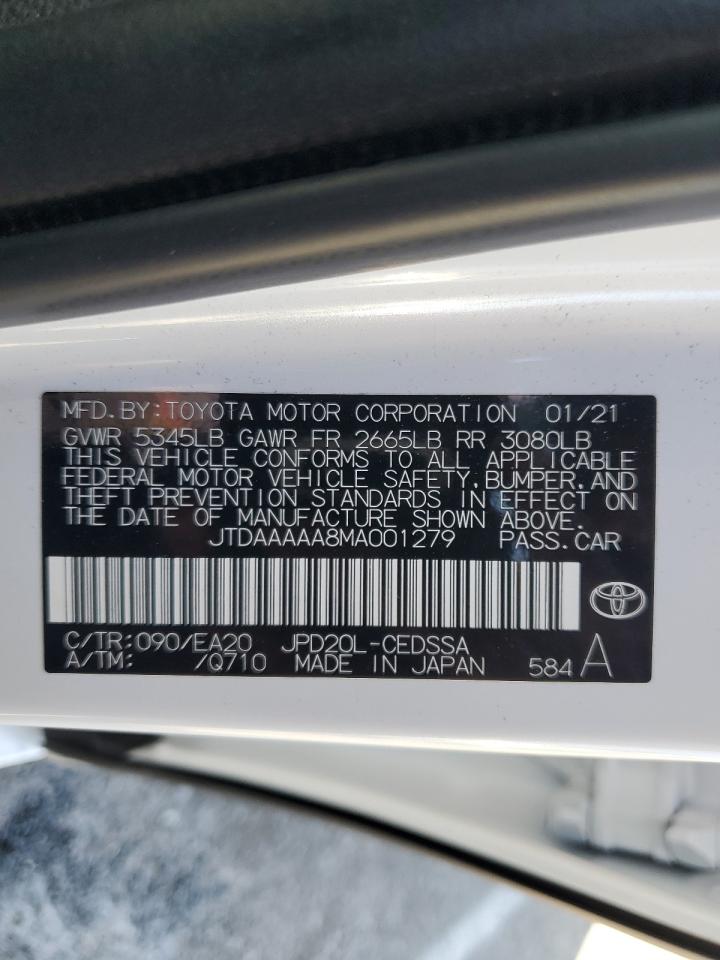 MFD. BY: TOYOTA MOTOR CORPORATION 01/21
GVWR 5345LB GAWR FR 2665LB RR 3080LB
THIS VEHICLE CONFORMS TO ALL APPLICABLE
FEDERAL MOTOR VEHICLE SAFETY, BUMPER, AND
THEFT PREVENTION STANDARDS IN EFFECT ON
THE DATE OF MANUFACTURE SHOWN ABOVE.
JTDAAAAA8MA001279 PASS. CAR
C/TR: 090/EA20 JPD20L-CEDSSA
A/TM: /Q710 MADE IN JAPAN 584 A